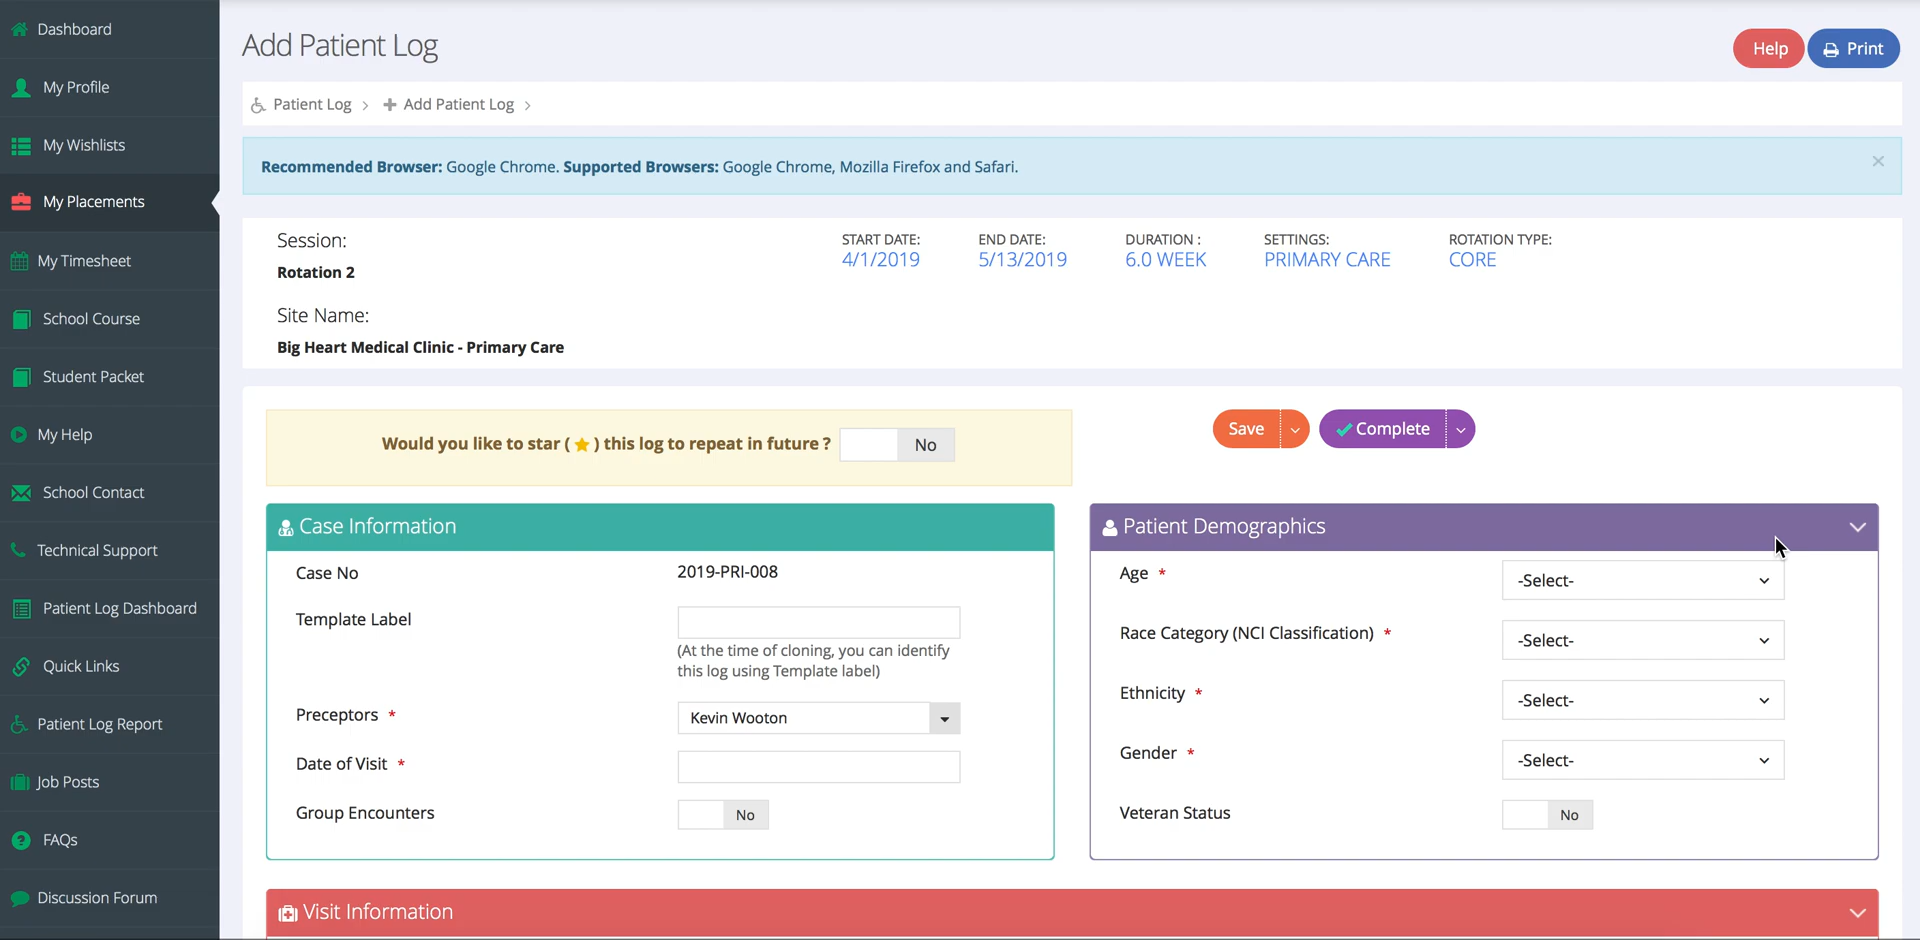 Dashboard
My Profile
My Wishlists
My Placements
My Timesheet
School Course
Student Packet
My Help
School Contact
Technical Support
Patient Log Dashboard
Quick Links
Patient Log Report
Job Posts
FAQs
Discussion Forum
Add Patient Log
Help
Print
Patient Log > + Add Patient Log >
Recommended Browser: Google Chrome. Supported Browsers: Google Chrome, Mozilla Firefox and Safari.
×
Session:
Rotation 2
START DATE:
4/1/2019
END DATE:
5/13/2019
DURATION :
6.0 WEEK
SETTINGS:
PRIMARY CARE
ROTATION TYPE:
CORE
Site Name:
Big Heart Medical Clinic - Primary Care
Would you like to star ( ⭐ ) this log to repeat in future ? No
Save
Complete
Case Information
Case No 2019-PRI-008
Template Label
(At the time of cloning, you can identify
this log using Template label)
Preceptors * Kevin Wooton
Date of Visit *
Group Encounters No
Patient Demographics
Age * -Select-
Race Category (NCI Classification) * -Select-
Ethnicity * -Select-
Gender * -Select-
Veteran Status No
Visit Information